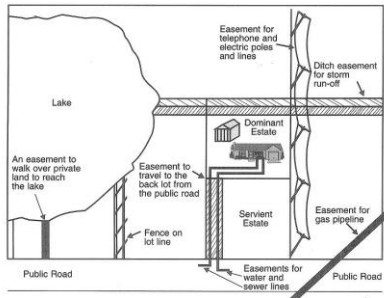 Easement for
telephone and
electric poles
and lines
Ditch easement
for storm
run-off
Lake
Dominant
Estate
An easement to
walk over private
land to reach
the lake
Easement to
travel to the
back lot from
the public road
Fence on
lot line
Servient
Estate
Easement for
gas pipeline
Public Road
Easements for
water and
sewer lines
Public Road